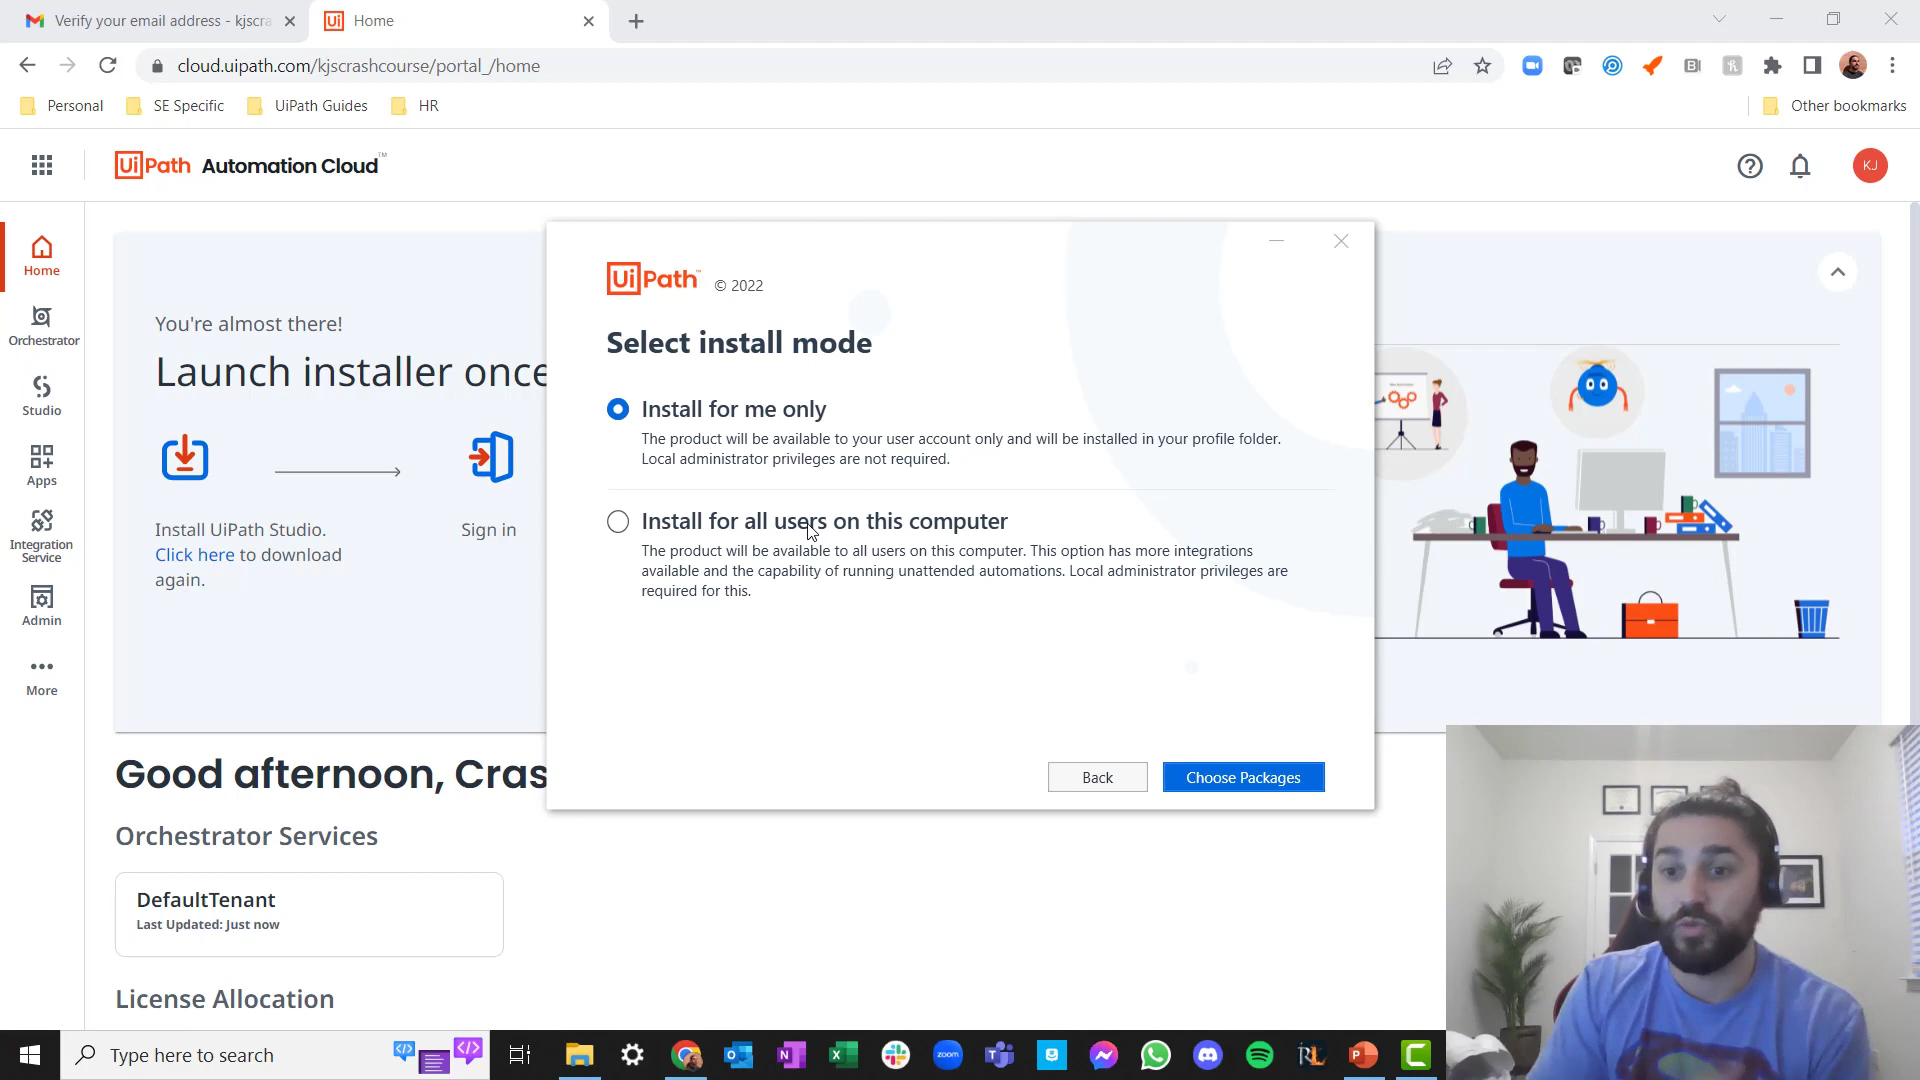 Verify your email address - kjscra
Ui Home
cloud.uipath.com/kjscrashcourse/portal_/home
Personal SE Specific UiPath Guides HR Other bookmarks
UiPath Automation Cloud™
KJ
Home
Orchestrator
Studio
Apps
Integration
Service
Admin
More
You're almost there!
Launch installer once
Install UiPath Studio.
Click here to download
again.
Sign in
UiPath™ © 2022
Select install mode
Install for me only
The product will be available to your user account only and will be installed in your profile folder.
Local administrator privileges are not required.
Install for all users on this computer
The product will be available to all users on this computer. This option has more integrations
available and the capability of running unattended automations. Local administrator privileges are
required for this.
Back Choose Packages
Good afternoon, Cras
Orchestrator Services
DefaultTenant
Last Updated: Just now
License Allocation
Type here to search
zoom